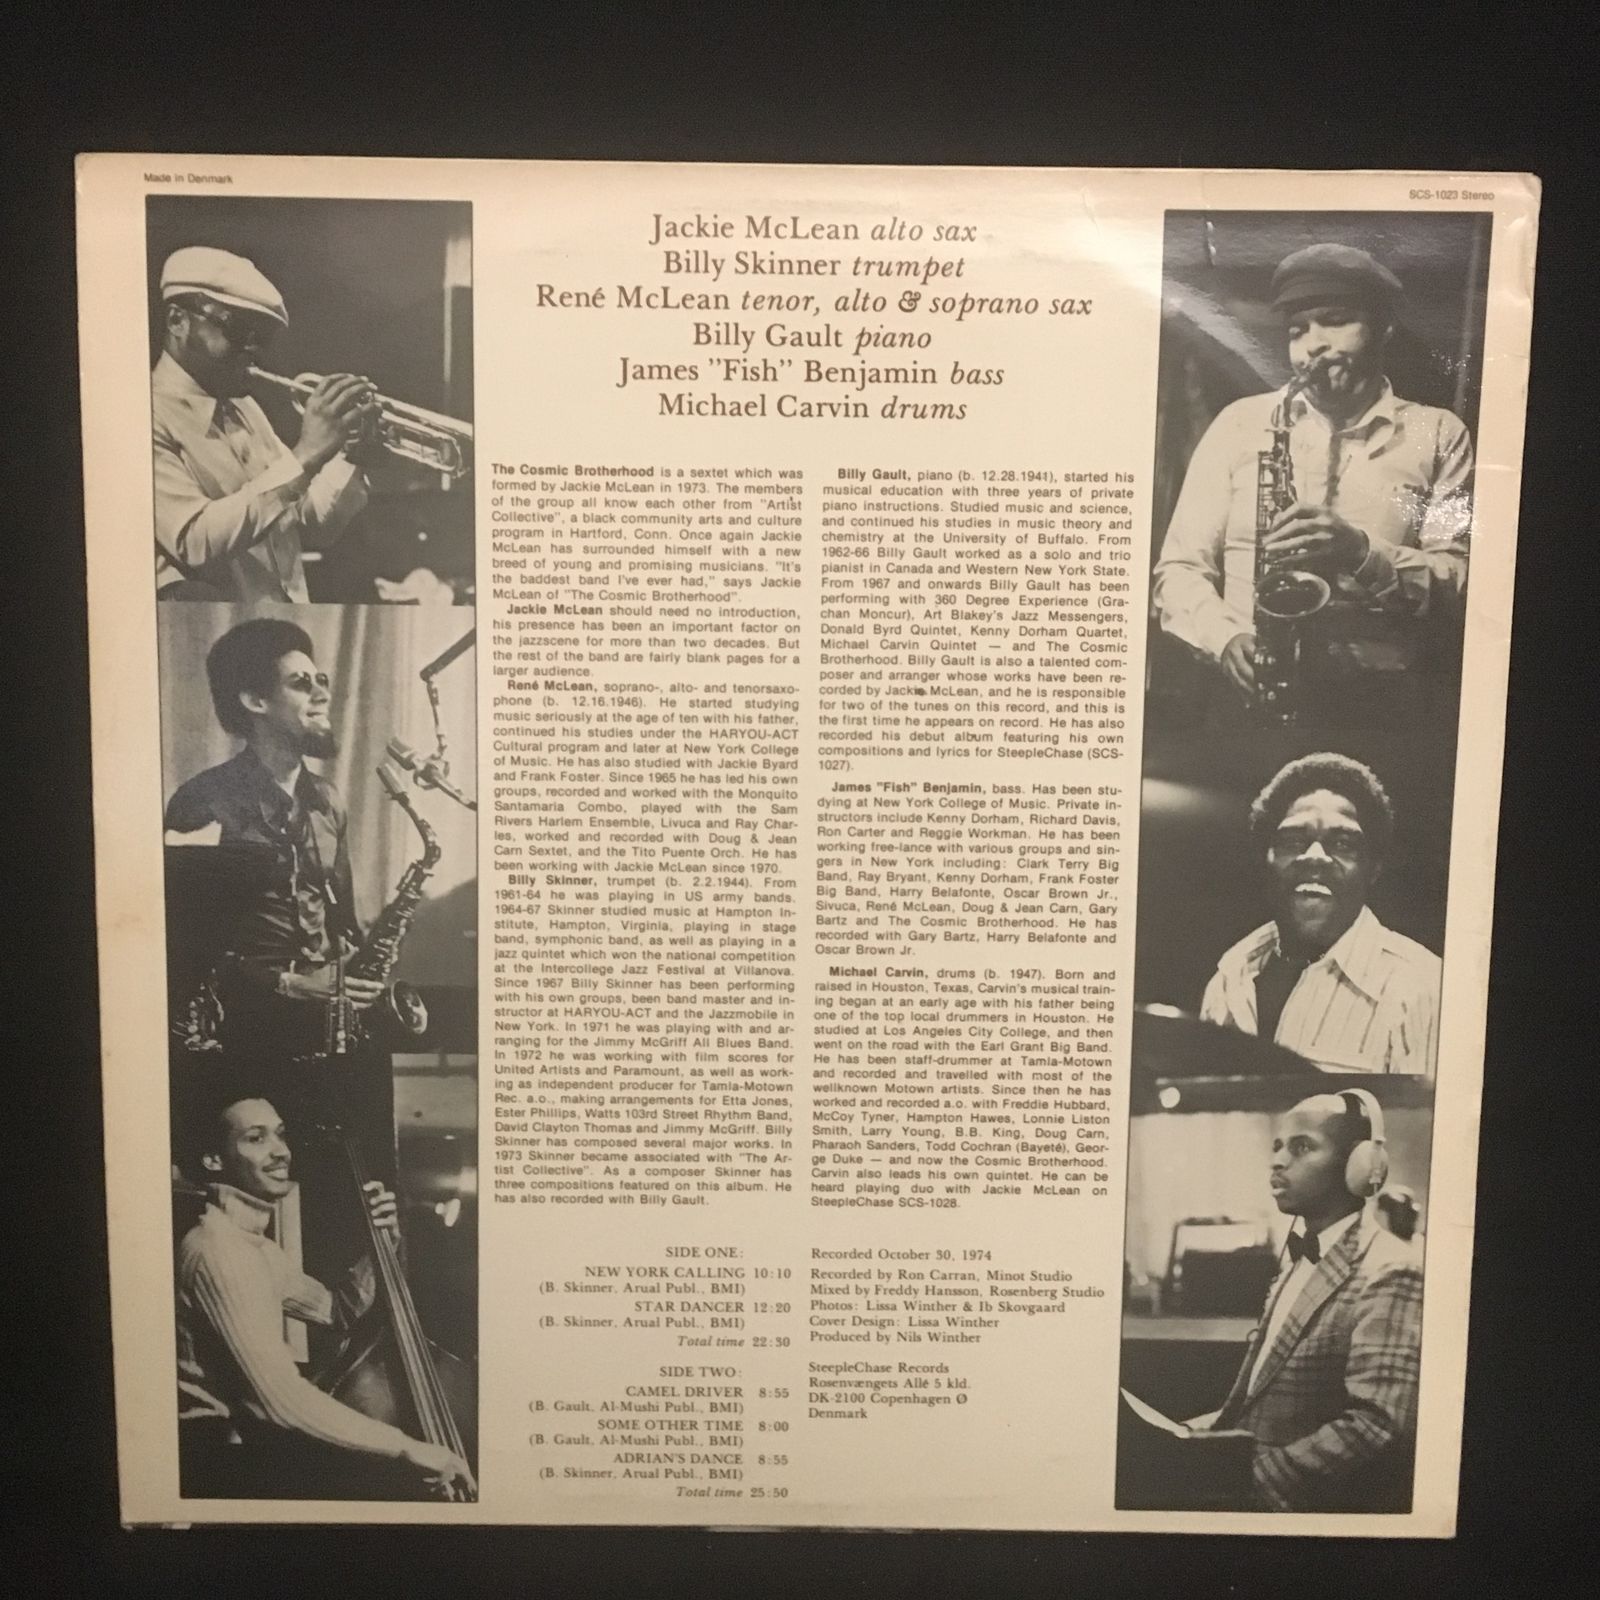 Made in Denmark
SCS-1023 Stereo
Jackie McLean alto sax
Billy Skinner trumpet
René McLean tenor, alto & soprano sax
Billy Gault piano
James "Fish" Benjamin bass
Michael Carvin drums
The Cosmic Brotherhood is a sextet which was
formed by Jackie McLean in 1973. The members
of the group all know each other from "Artist
Collective", a black community arts and culture
program in Hartford, Conn. Once again Jackie
McLean has surrounded himself with a new
breed of young and promising musicians. "It's
the baddest band I've ever had," says Jackie
McLean of "The Cosmic Brotherhood".
Jackie McLean should need no introduction,
his presence has been an important factor on
the jazzscene for more than two decades. But
the rest of the band are fairly blank pages for a
larger audience.
René McLean, soprano-, alto- and tenorsaxo-
phone (b. 12.16.1946). He started studying
music seriously at the age of ten with his father,
continued his studies under the HARYOU-ACT
Cultural program and later at New York College
of Music. He has also studied with Jackie Byard
and Frank Foster. Since 1965 he has led his own
groups, recorded and worked with the Monquito
Santamaria Combo, played with the Sam
Rivers Harlem Ensemble, Livuca and Ray Char-
les, worked and recorded with Doug & Jean
Carn Sextet, and the Tito Puente Orch. He has
been working with Jackie McLean since 1970.
Billy Skinner, trumpet (b. 2.2.1944). From
1961-64 he was playing in US army bands.
1964-67 Skinner studied music at Hampton In-
stitute, Hampton, Virginia, playing in stage
band, symphonic band, as well as playing in a
jazz quintet which won the national competition
at the Intercollege Jazz Festival at Villanova.
Since 1967 Billy Skinner has been performing
with his own groups, been band master and in-
structor at HARYOU-ACT and the Jazzmobile in
New York. In 1971 he was playing with and ar-
ranging for the Jimmy McGriff All Blues Band.
In 1972 he was working with film scores for
United Artists and Paramount, as well as work-
ing as independent producer for Tamla-Motown
Rec. a.o., making arrangements for Etta Jones,
Ester Phillips, Watts 103rd Street Rhythm Band,
David Clayton Thomas and Jimmy McGriff. Billy
Skinner has composed several major works. In
1973 Skinner became associated with "The Ar-
tist Collective". As a composer Skinner has
three compositions featured on this album. He
has also recorded with Billy Gault.
Billy Gault, piano (b. 12.28.1941), started his
musical education with three years of private
piano instructions. Studied music and science,
and continued his studies in music theory and
chemistry at the University of Buffalo. From
1962-66 Billy Gault worked as a solo and trio
pianist in Canada and Western New York State.
From 1967 and onwards Billy Gault has been
performing with 360 Degree Experience (Gra-
chan Moncur), Art Blakey's Jazz Messengers,
Donald Byrd Quintet, Kenny Dorham Quartet,
Michael Carvin Quintet — and The Cosmic
Brotherhood. Billy Gault is also a talented com-
poser and arranger whose works have been re-
corded by Jackie McLean, and he is responsible
for two of the tunes on this record, and this is
the first time he appears on record. He has also
recorded his debut album featuring his own
compositions and lyrics for SteepleChase (SCS-
1027).
James "Fish" Benjamin, bass. Has been stu-
dying at New York College of Music. Private in-
structors include Kenny Dorham, Richard Davis,
Ron Carter and Reggie Workman. He has been
working free-lance with various groups and sin-
gers in New York including: Clark Terry Big
Band, Ray Bryant, Kenny Dorham, Frank Foster
Big Band, Harry Belafonte, Oscar Brown Jr.,
Sivuca, René McLean, Doug & Jean Carn, Gary
Bartz and The Cosmic Brotherhood. He has
recorded with Gary Bartz, Harry Belafonte and
Oscar Brown Jr.
Michael Carvin, drums (b. 1947). Born and
raised in Houston, Texas, Carvin's musical train-
ing began at an early age with his father being
one of the top local drummers in Houston. He
studied at Los Angeles City College, and then
went on the road with the Earl Grant Big Band.
He has been staff-drummer at Tamla-Motown
and recorded and travelled with most of the
wellknown Motown artists. Since then he has
worked and recorded a.o. with Freddie Hubbard,
McCoy Tyner, Hampton Hawes, Lonnie Liston
Smith, Larry Young, B.B. King, Doug Carn,
Pharaoh Sanders, Todd Cochran (Bayeté), Geor-
ge Duke — and now the Cosmic Brotherhood.
Carvin also leads his own quintet. He can be
heard playing duo with Jackie McLean on
SteepleChase SCS-1028.
SIDE ONE:
NEW YORK CALLING 10:10
(B. Skinner, Arual Publ., BMI)
STAR DANCER 12:20
(B. Skinner, Arual Publ., BMI)
Total time 22:30
SIDE TWO:
CAMEL DRIVER 8:55
(B. Gault, Al-Mushi Publ., BMI)
SOME OTHER TIME 8:00
(B. Gault, Al-Mushi Publ., BMI)
ADRIAN'S DANCE 8:55
(B. Skinner, Arual Publ., BMI)
Total time 25:50
Recorded October 30, 1974
Recorded by Ron Carran, Minot Studio
Mixed by Freddy Hansson, Rosenberg Studio
Photos: Lissa Winther & Ib Skovgaard
Cover Design: Lissa Winther
Produced by Nils Winther
SteepleChase Records
Rosenvængets Allé 5 kld.
DK-2100 Copenhagen Ø
Denmark